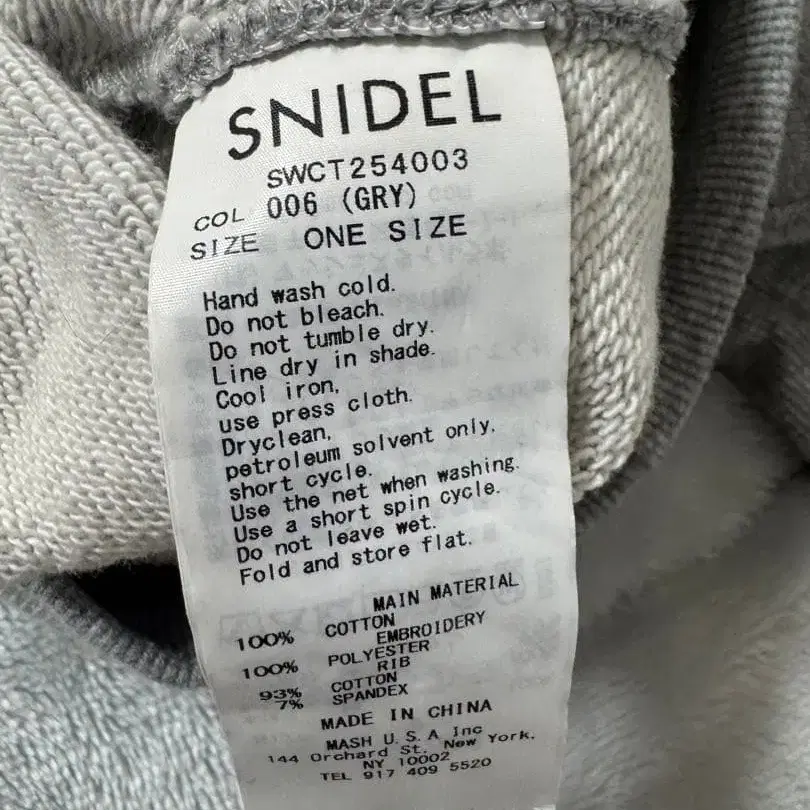 SNIDEL
SWCT254003
COL 006 (GRY)
SIZE ONE SIZE
Hand wash cold.
Do not bleach.
Do not tumble dry.
Line dry in shade.
Cool iron,
use press cloth.
Dryclean,
petroleum solvent only,
short cycle.
Use the net when washing.
Use a short spin cycle.
Do not leave wet.
Fold and store flat.
MAIN MATERIAL
100% COTTON
EMBROIDERY
100% POLYESTER
RIB
93% COTTON
7% SPANDEX
MADE IN CHINA
MASH U.S.A Inc
144 Orchard St. New York.
NY 10002
TEL 917 409 5520